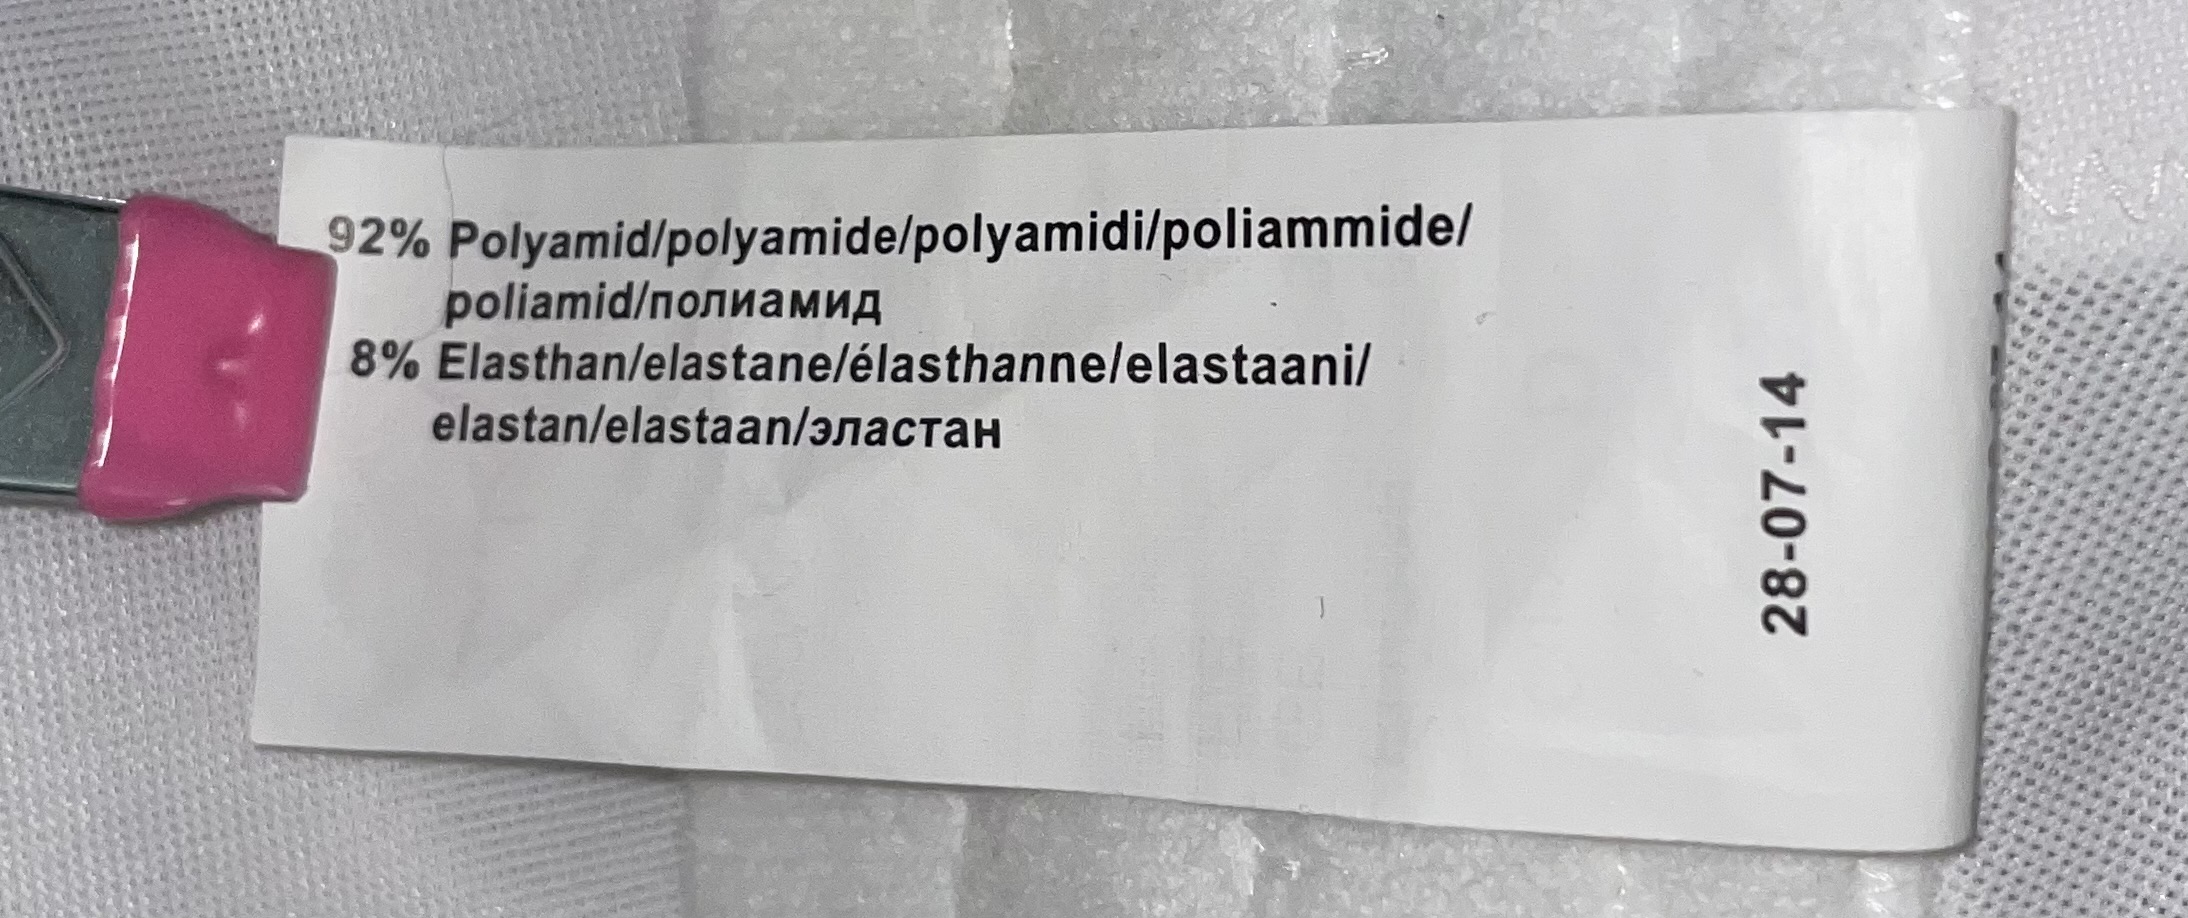 92% Polyamid/polyamide/polyamidi/poliammide/
poliamid/полиамид
8% Elasthan/elastane/élasthanne/elastaani/
elastan/elastaan/эластан
28-07-14